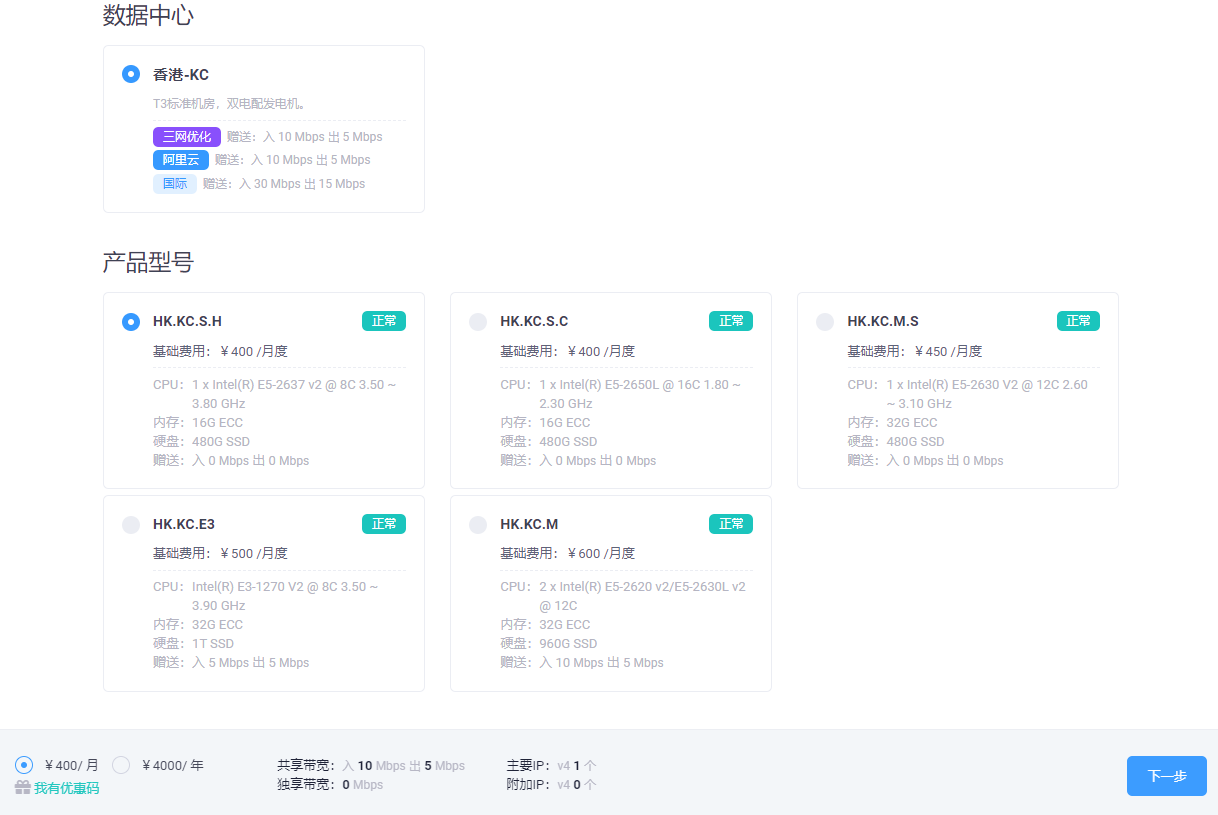 数据中心
香港-KC
T3标准机房，双电配发电机。
三网优化 赠送：入 10 Mbps 出 5 Mbps
阿里云 赠送：入 10 Mbps 出 5 Mbps
国际 赠送：入 30 Mbps 出 15 Mbps
产品型号
HK.KC.S.H 正常
基础费用：￥400 /月度
CPU：1 x Intel(R) E5-2637 v2 @ 8C 3.50 ~
3.80 GHz
内存：16G ECC
硬盘：480G SSD
赠送：入 0 Mbps 出 0 Mbps
HK.KC.S.C 正常
基础费用：￥400 /月度
CPU：1 x Intel(R) E5-2650L @ 16C 1.80 ~
2.30 GHz
内存：16G ECC
硬盘：480G SSD
赠送：入 0 Mbps 出 0 Mbps
HK.KC.M.S 正常
基础费用：￥450 /月度
CPU：1 x Intel(R) E5-2630 V2 @ 12C 2.60
~ 3.10 GHz
内存：32G ECC
硬盘：480G SSD
赠送：入 0 Mbps 出 0 Mbps
HK.KC.E3 正常
基础费用：￥500 /月度
CPU：Intel(R) E3-1270 V2 @ 8C 3.50 ~
3.90 GHz
内存：32G ECC
硬盘：1T SSD
赠送：入 5 Mbps 出 5 Mbps
HK.KC.M 正常
基础费用：￥600 /月度
CPU：2 x Intel(R) E5-2620 v2/E5-2630L v2
@ 12C
内存：32G ECC
硬盘：960G SSD
赠送：入 10 Mbps 出 5 Mbps
￥400/ 月 ￥4000/ 年
我有优惠码
共享带宽：入 10 Mbps 出 5 Mbps
独享带宽：0 Mbps
主要IP：v4 1 个
附加IP：v4 0 个
下一步